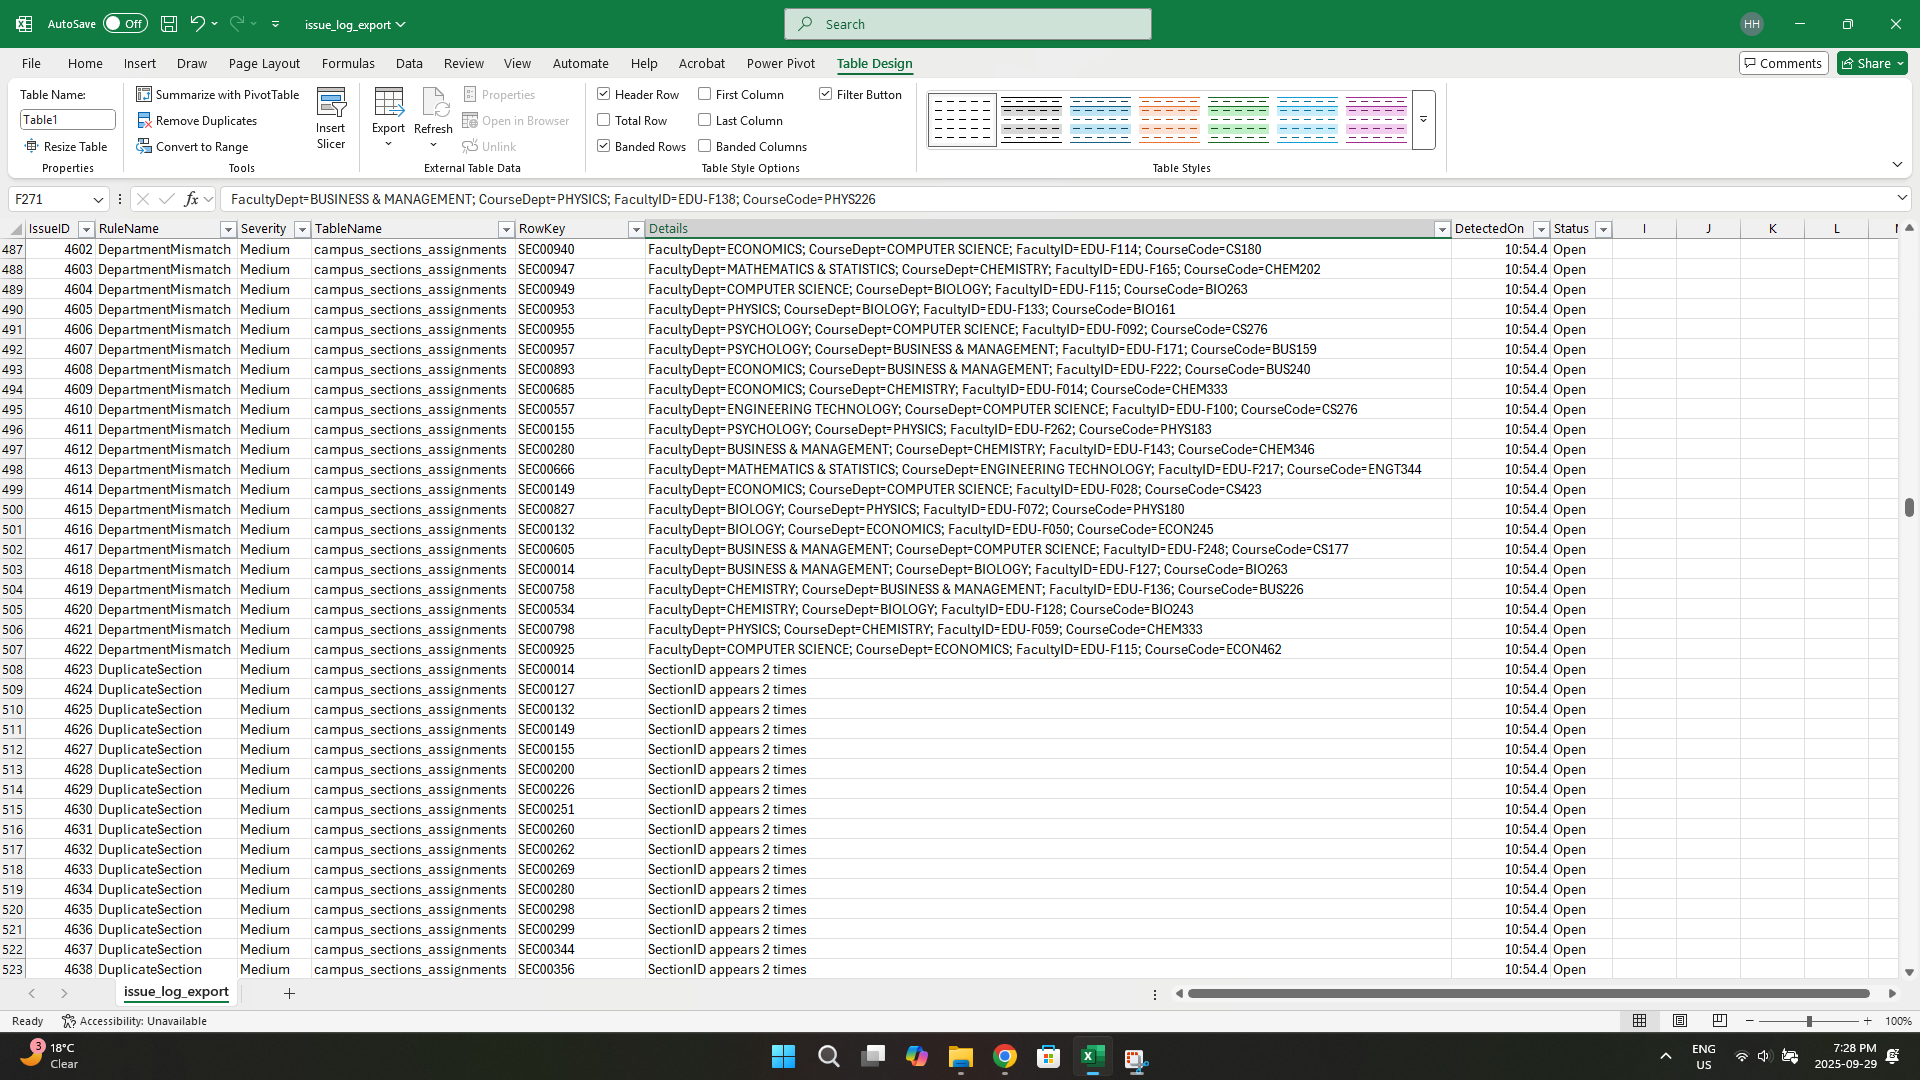 AutoSave Off issue_log_export Search HH
File Home Insert Draw Page Layout Formulas Data Review View Automate Help Acrobat Power Pivot Table Design Comments Share
Table Name: Summarize with PivotTable Properties Header Row First Column Filter Button
Table1 Remove Duplicates Insert Slicer Export Refresh Open in Browser Total Row Last Column
Resize Table Convert to Range Unlink Banded Rows Banded Columns
Properties Tools External Table Data Table Style Options Table Styles
F271 fx FacultyDept=BUSINESS & MANAGEMENT; CourseDept=PHYSICS; FacultyID=EDU-F138; CourseCode=PHYS226
IssueID RuleName Severity TableName RowKey Details DetectedOn Status I J K L
487 4602 DepartmentMismatch Medium campus_sections_assignments SEC00940 FacultyDept=ECONOMICS; CourseDept=COMPUTER SCIENCE; FacultyID=EDU-F114; CourseCode=CS180 10:54.4 Open
488 4603 DepartmentMismatch Medium campus_sections_assignments SEC00947 FacultyDept=MATHEMATICS & STATISTICS; CourseDept=CHEMISTRY; FacultyID=EDU-F165; CourseCode=CHEM202 10:54.4 Open
489 4604 DepartmentMismatch Medium campus_sections_assignments SEC00949 FacultyDept=COMPUTER SCIENCE; CourseDept=BIOLOGY; FacultyID=EDU-F115; CourseCode=BIO263 10:54.4 Open
490 4605 DepartmentMismatch Medium campus_sections_assignments SEC00953 FacultyDept=PHYSICS; CourseDept=BIOLOGY; FacultyID=EDU-F133; CourseCode=BIO161 10:54.4 Open
491 4606 DepartmentMismatch Medium campus_sections_assignments SEC00955 FacultyDept=PSYCHOLOGY; CourseDept=COMPUTER SCIENCE; FacultyID=EDU-F092; CourseCode=CS276 10:54.4 Open
492 4607 DepartmentMismatch Medium campus_sections_assignments SEC00957 FacultyDept=PSYCHOLOGY; CourseDept=BUSINESS & MANAGEMENT; FacultyID=EDU-F171; CourseCode=BUS159 10:54.4 Open
493 4608 DepartmentMismatch Medium campus_sections_assignments SEC00893 FacultyDept=ECONOMICS; CourseDept=BUSINESS & MANAGEMENT; FacultyID=EDU-F222; CourseCode=BUS240 10:54.4 Open
494 4609 DepartmentMismatch Medium campus_sections_assignments SEC00685 FacultyDept=ECONOMICS; CourseDept=CHEMISTRY; FacultyID=EDU-F014; CourseCode=CHEM333 10:54.4 Open
495 4610 DepartmentMismatch Medium campus_sections_assignments SEC00557 FacultyDept=ENGINEERING TECHNOLOGY; CourseDept=COMPUTER SCIENCE; FacultyID=EDU-F100; CourseCode=CS276 10:54.4 Open
496 4611 DepartmentMismatch Medium campus_sections_assignments SEC00155 FacultyDept=PSYCHOLOGY; CourseDept=PHYSICS; FacultyID=EDU-F262; CourseCode=PHYS183 10:54.4 Open
497 4612 DepartmentMismatch Medium campus_sections_assignments SEC00280 FacultyDept=BUSINESS & MANAGEMENT; CourseDept=CHEMISTRY; FacultyID=EDU-F143; CourseCode=CHEM346 10:54.4 Open
498 4613 DepartmentMismatch Medium campus_sections_assignments SEC00666 FacultyDept=MATHEMATICS & STATISTICS; CourseDept=ENGINEERING TECHNOLOGY; FacultyID=EDU-F217; CourseCode=ENGT344 10:54.4 Open
499 4614 DepartmentMismatch Medium campus_sections_assignments SEC00149 FacultyDept=ECONOMICS; CourseDept=COMPUTER SCIENCE; FacultyID=EDU-F028; CourseCode=CS423 10:54.4 Open
500 4615 DepartmentMismatch Medium campus_sections_assignments SEC00827 FacultyDept=BIOLOGY; CourseDept=PHYSICS; FacultyID=EDU-F072; CourseCode=PHYS180 10:54.4 Open
501 4616 DepartmentMismatch Medium campus_sections_assignments SEC00132 FacultyDept=BIOLOGY; CourseDept=ECONOMICS; FacultyID=EDU-F050; CourseCode=ECON245 10:54.4 Open
502 4617 DepartmentMismatch Medium campus_sections_assignments SEC00605 FacultyDept=BUSINESS & MANAGEMENT; CourseDept=COMPUTER SCIENCE; FacultyID=EDU-F248; CourseCode=CS177 10:54.4 Open
503 4618 DepartmentMismatch Medium campus_sections_assignments SEC00014 FacultyDept=BUSINESS & MANAGEMENT; CourseDept=BIOLOGY; FacultyID=EDU-F127; CourseCode=BIO263 10:54.4 Open
504 4619 DepartmentMismatch Medium campus_sections_assignments SEC00758 FacultyDept=CHEMISTRY; CourseDept=BUSINESS & MANAGEMENT; FacultyID=EDU-F136; CourseCode=BUS226 10:54.4 Open
505 4620 DepartmentMismatch Medium campus_sections_assignments SEC00534 FacultyDept=CHEMISTRY; CourseDept=BIOLOGY; FacultyID=EDU-F128; CourseCode=BIO243 10:54.4 Open
506 4621 DepartmentMismatch Medium campus_sections_assignments SEC00798 FacultyDept=PHYSICS; CourseDept=CHEMISTRY; FacultyID=EDU-F059; CourseCode=CHEM333 10:54.4 Open
507 4622 DepartmentMismatch Medium campus_sections_assignments SEC00925 FacultyDept=COMPUTER SCIENCE; CourseDept=ECONOMICS; FacultyID=EDU-F115; CourseCode=ECON462 10:54.4 Open
508 4623 DuplicateSection Medium campus_sections_assignments SEC00014 SectionID appears 2 times 10:54.4 Open
509 4624 DuplicateSection Medium campus_sections_assignments SEC00127 SectionID appears 2 times 10:54.4 Open
510 4625 DuplicateSection Medium campus_sections_assignments SEC00132 SectionID appears 2 times 10:54.4 Open
511 4626 DuplicateSection Medium campus_sections_assignments SEC00149 SectionID appears 2 times 10:54.4 Open
512 4627 DuplicateSection Medium campus_sections_assignments SEC00155 SectionID appears 2 times 10:54.4 Open
513 4628 DuplicateSection Medium campus_sections_assignments SEC00200 SectionID appears 2 times 10:54.4 Open
514 4629 DuplicateSection Medium campus_sections_assignments SEC00226 SectionID appears 2 times 10:54.4 Open
515 4630 DuplicateSection Medium campus_sections_assignments SEC00251 SectionID appears 2 times 10:54.4 Open
516 4631 DuplicateSection Medium campus_sections_assignments SEC00260 SectionID appears 2 times 10:54.4 Open
517 4632 DuplicateSection Medium campus_sections_assignments SEC00262 SectionID appears 2 times 10:54.4 Open
518 4633 DuplicateSection Medium campus_sections_assignments SEC00269 SectionID appears 2 times 10:54.4 Open
519 4634 DuplicateSection Medium campus_sections_assignments SEC00280 SectionID appears 2 times 10:54.4 Open
520 4635 DuplicateSection Medium campus_sections_assignments SEC00298 SectionID appears 2 times 10:54.4 Open
521 4636 DuplicateSection Medium campus_sections_assignments SEC00299 SectionID appears 2 times 10:54.4 Open
522 4637 DuplicateSection Medium campus_sections_assignments SEC00344 SectionID appears 2 times 10:54.4 Open
523 4638 DuplicateSection Medium campus_sections_assignments SEC00356 SectionID appears 2 times 10:54.4 Open
issue_log_export
Ready Accessibility: Unavailable 100%
3 18°C ENG 7:28 PM
Clear US 2025-09-29